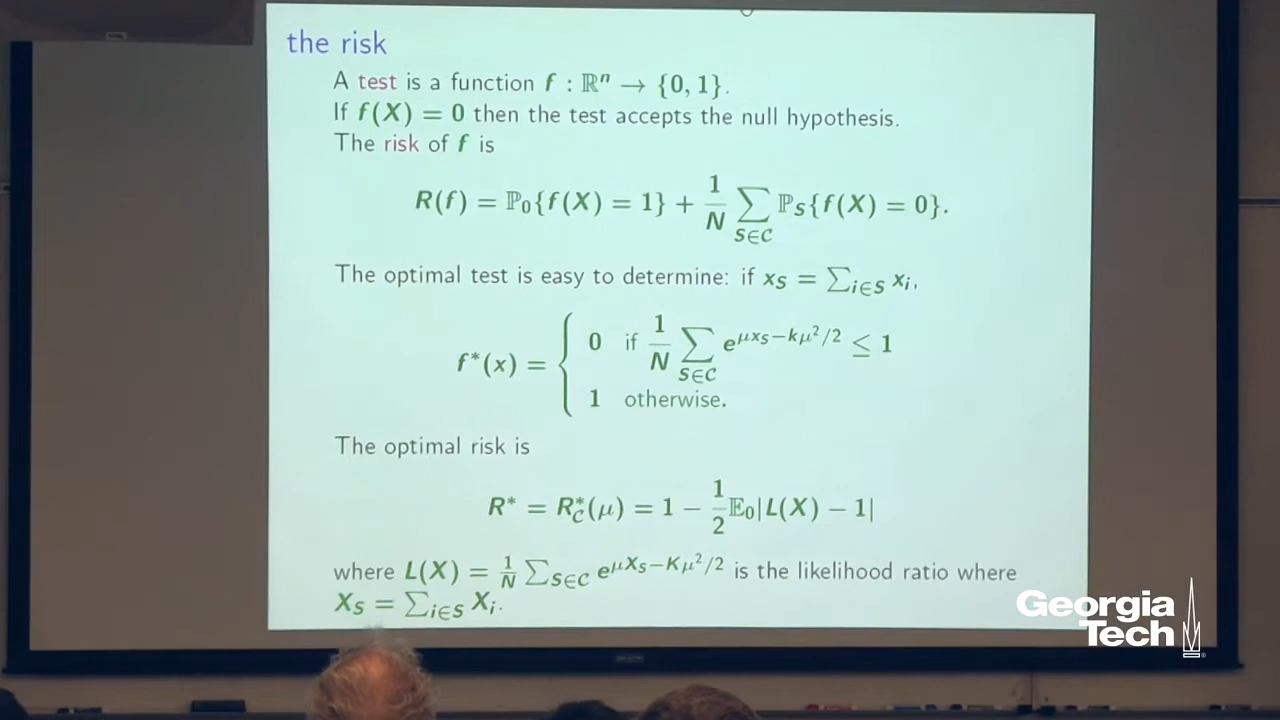 the risk
A test is a function f : ℝⁿ → {0, 1}.
If f(X) = 0 then the test accepts the null hypothesis.
The risk of f is
R(f) = ℙ₀{f(X) = 1} + 1/N ∑_{S∈C} ℙ_S{f(X) = 0}.
The optimal test is easy to determine: if x_S = ∑_{i∈S} x_i,
f*(x) = { 0 if 1/N ∑_{S∈C} e^{μx_S−kμ²/2} ≤ 1
1 otherwise.
The optimal risk is
R* = R*_C(μ) = 1 − 1/2 𝔼₀|L(X) − 1|
where L(X) = 1/N ∑_{S∈C} e^{μX_S−Kμ²/2} is the likelihood ratio where
X_S = ∑_{i∈S} X_i.
Georgia
Tech